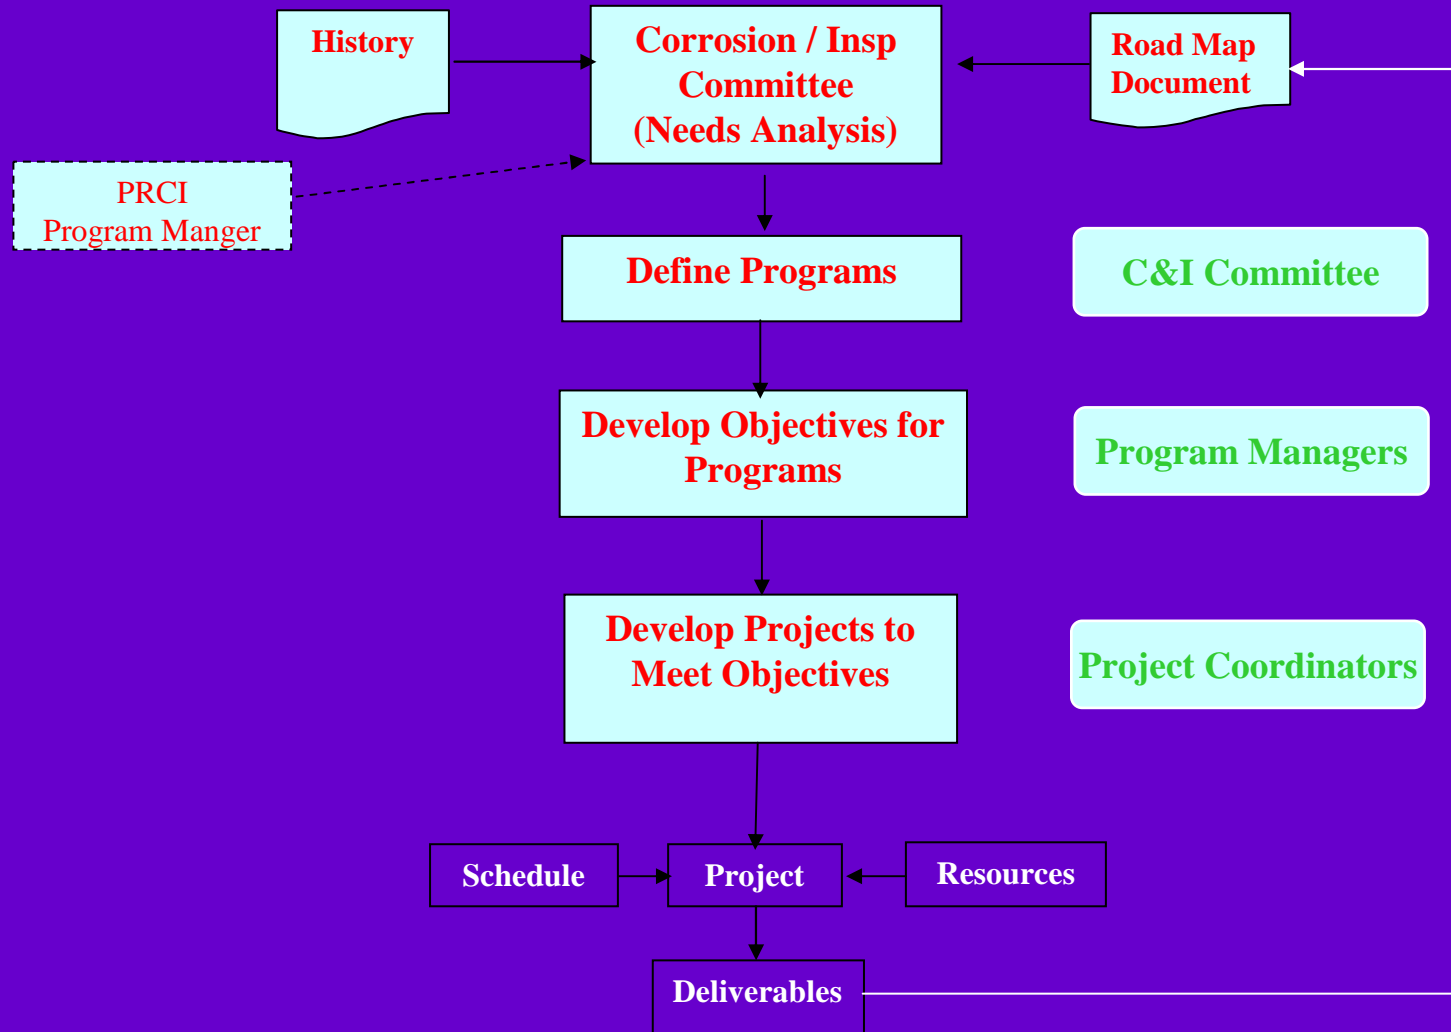 History
Corrosion / Insp
Committee
(Needs Analysis)
Road Map
Document
PRCI
Program Manger
Define Programs
C&I Committee
Develop Objectives for
Programs
Program Managers
Develop Projects to
Meet Objectives
Project Coordinators
Schedule
Project
Resources
Deliverables